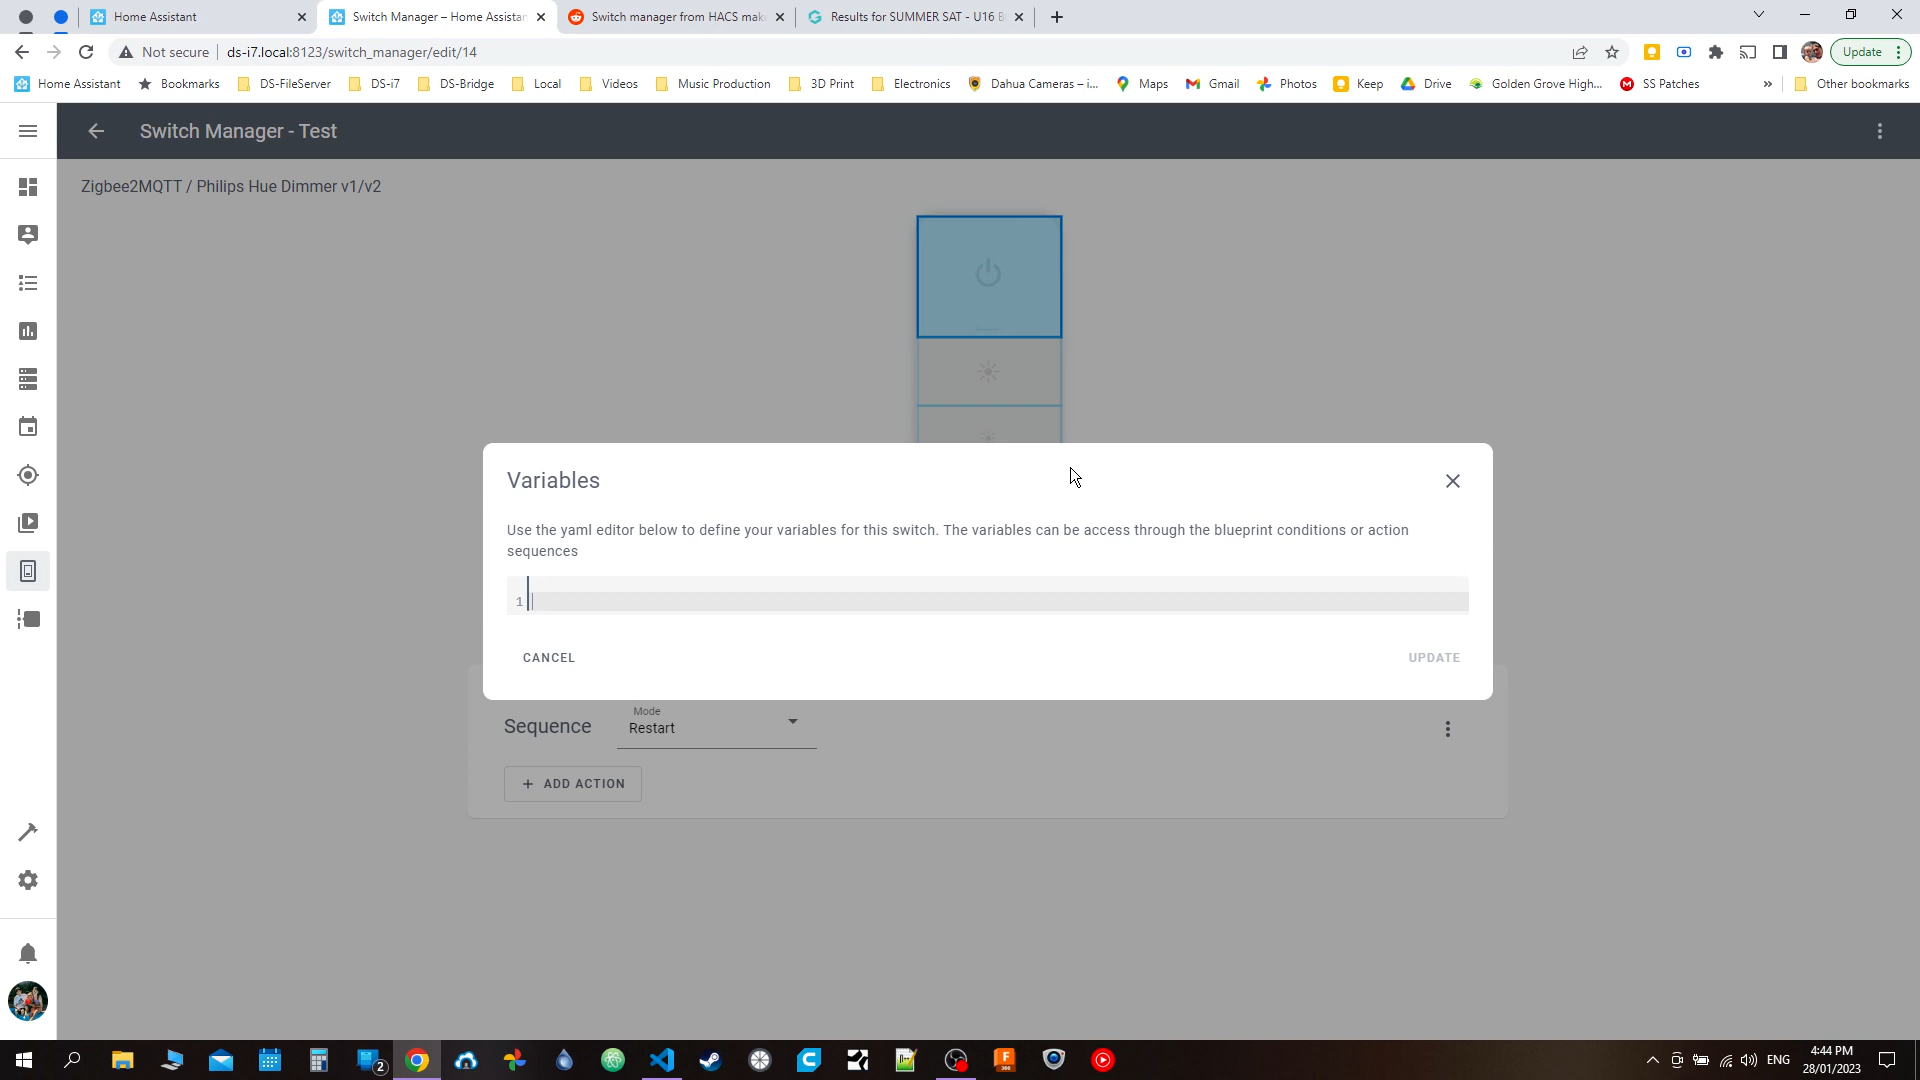 Home Assistant
Switch Manager – Home Assistan
Switch manager from HACS mak
Results for SUMMER SAT - U16 B
Not secure
ds-i7.local:8123/switch_manager/edit/14
Update
Home Assistant
Bookmarks
DS-FileServer
DS-i7
DS-Bridge
Local
Videos
Music Production
3D Print
Electronics
Dahua Cameras – i...
Maps
Gmail
Photos
Keep
Drive
Golden Grove High...
SS Patches
»
Other bookmarks
Switch Manager - Test
Zigbee2MQTT / Philips Hue Dimmer v1/v2
Variables
Use the yaml editor below to define your variables for this switch. The variables can be access through the blueprint conditions or action
sequences
1
CANCEL
UPDATE
Sequence
Mode
Restart
+ ADD ACTION
2
ENG
4:44 PM
28/01/2023